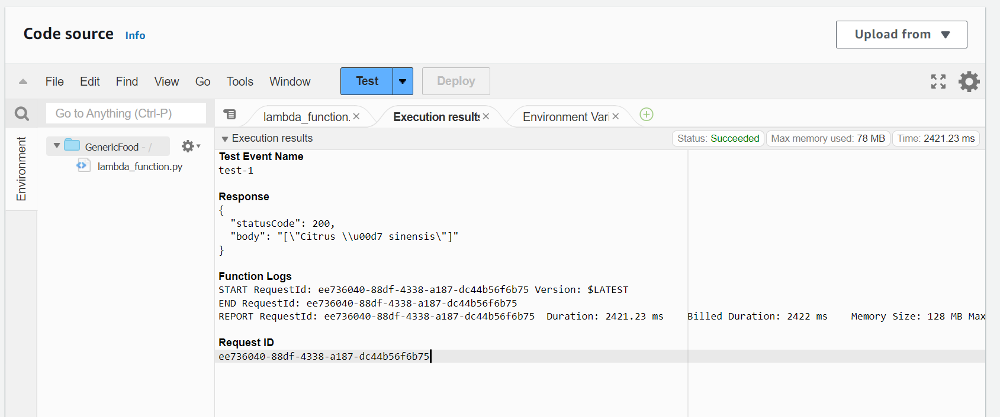 Code source Info
Upload from
File Edit Find View Go Tools Window Test Deploy
Go to Anything (Ctrl-P)
lambda_function.
Execution results
Environment Vari
Environment
GenericFood - /
lambda_function.py
Execution results
Status: Succeeded
Max memory used: 78 MB
Time: 2421.23 ms
Test Event Name
test-1
Response
{
"statusCode": 200,
"body": "[\"Citrus \\u00d7 sinensis\"]"
}
Function Logs
START RequestId: ee736040-88df-4338-a187-dc44b56f6b75 Version: $LATEST
END RequestId: ee736040-88df-4338-a187-dc44b56f6b75
REPORT RequestId: ee736040-88df-4338-a187-dc44b56f6b75 Duration: 2421.23 ms Billed Duration: 2422 ms Memory Size: 128 MB Max
Request ID
ee736040-88df-4338-a187-dc44b56f6b75